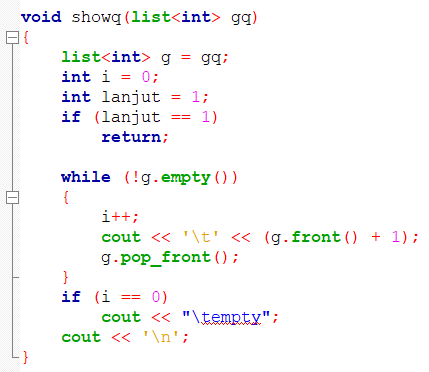 void showq(list<int> gq)
{
    list<int> g = gq;
    int i = 0;
    int lanjut = 1;
    if (lanjut == 1)
        return;

    while (!g.empty())
    {
        i++;
        cout << '\t' << (g.front() + 1);
        g.pop_front();
    }
    if (i == 0)
        cout << "\tempty";
    cout << '\n';
}